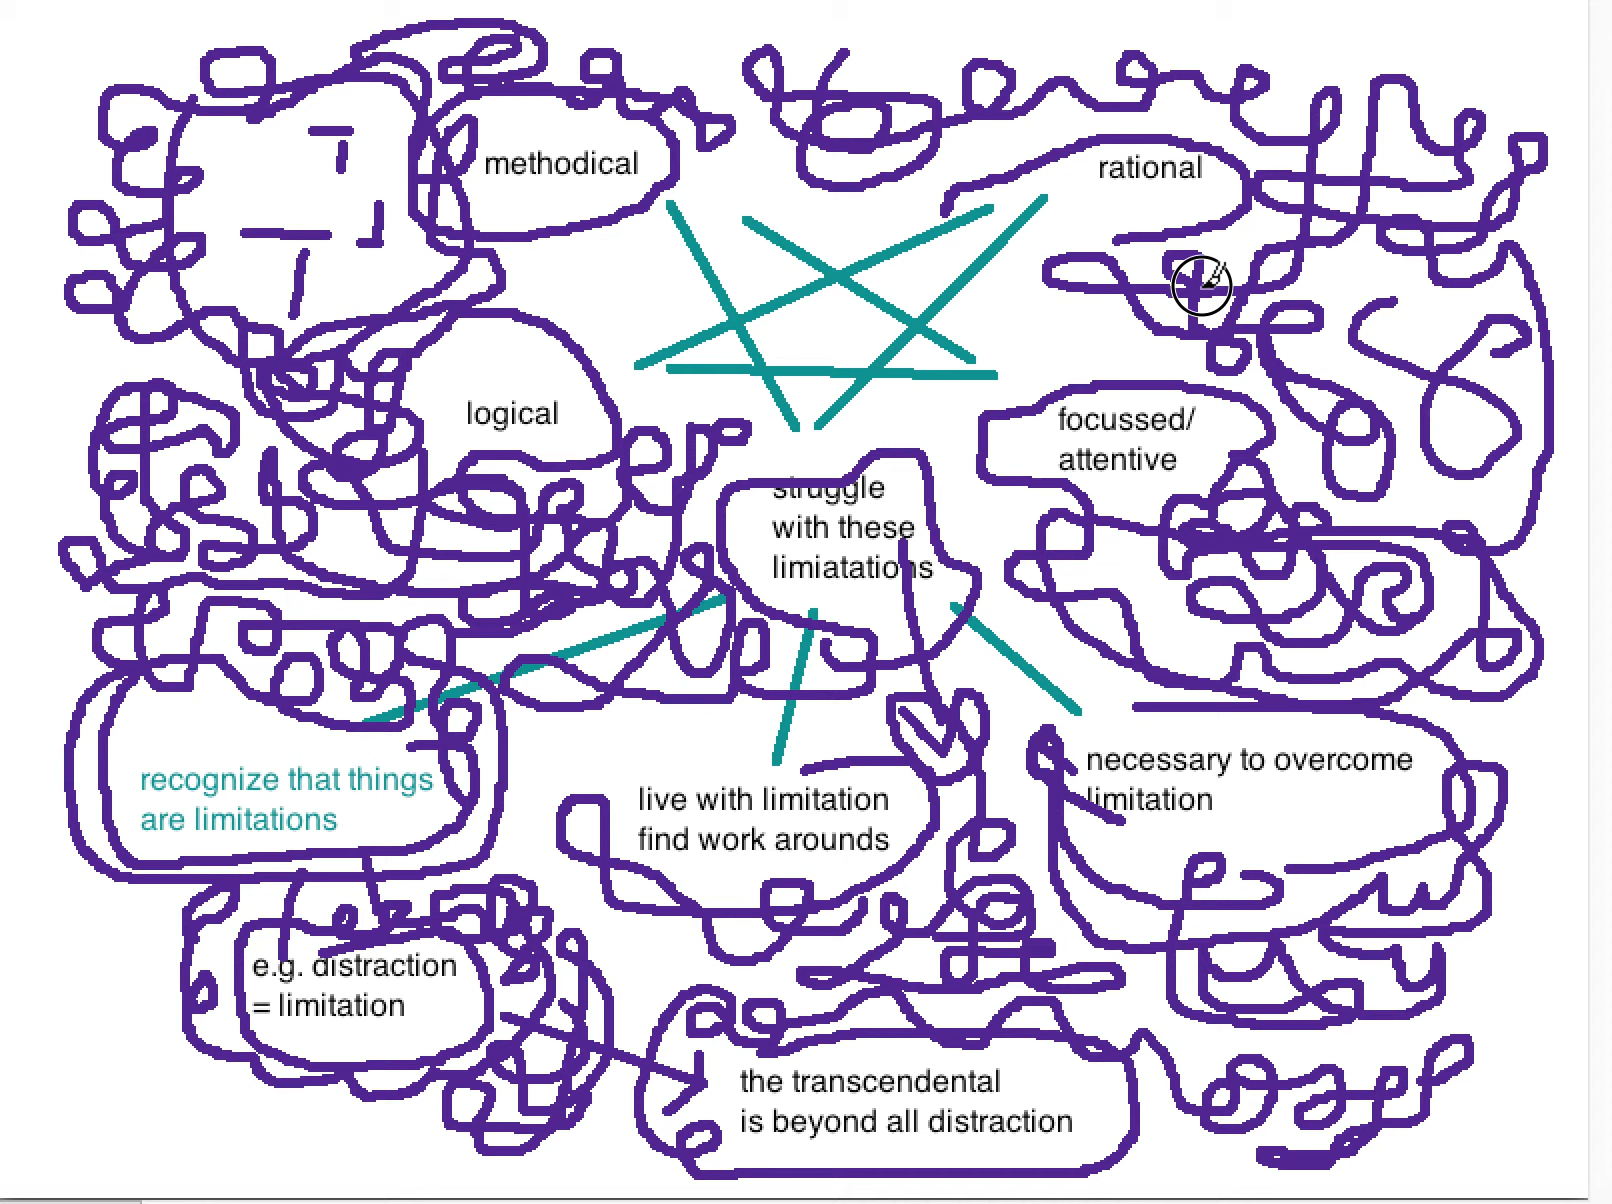 methodical
rational
logical
focussed/
attentive
struggle
with these
limiatations
recognize that things
are limitations
live with limitation
find work arounds
necessary to overcome
limitation
e.g. distraction
= limitation
the transcendental
is beyond all distraction